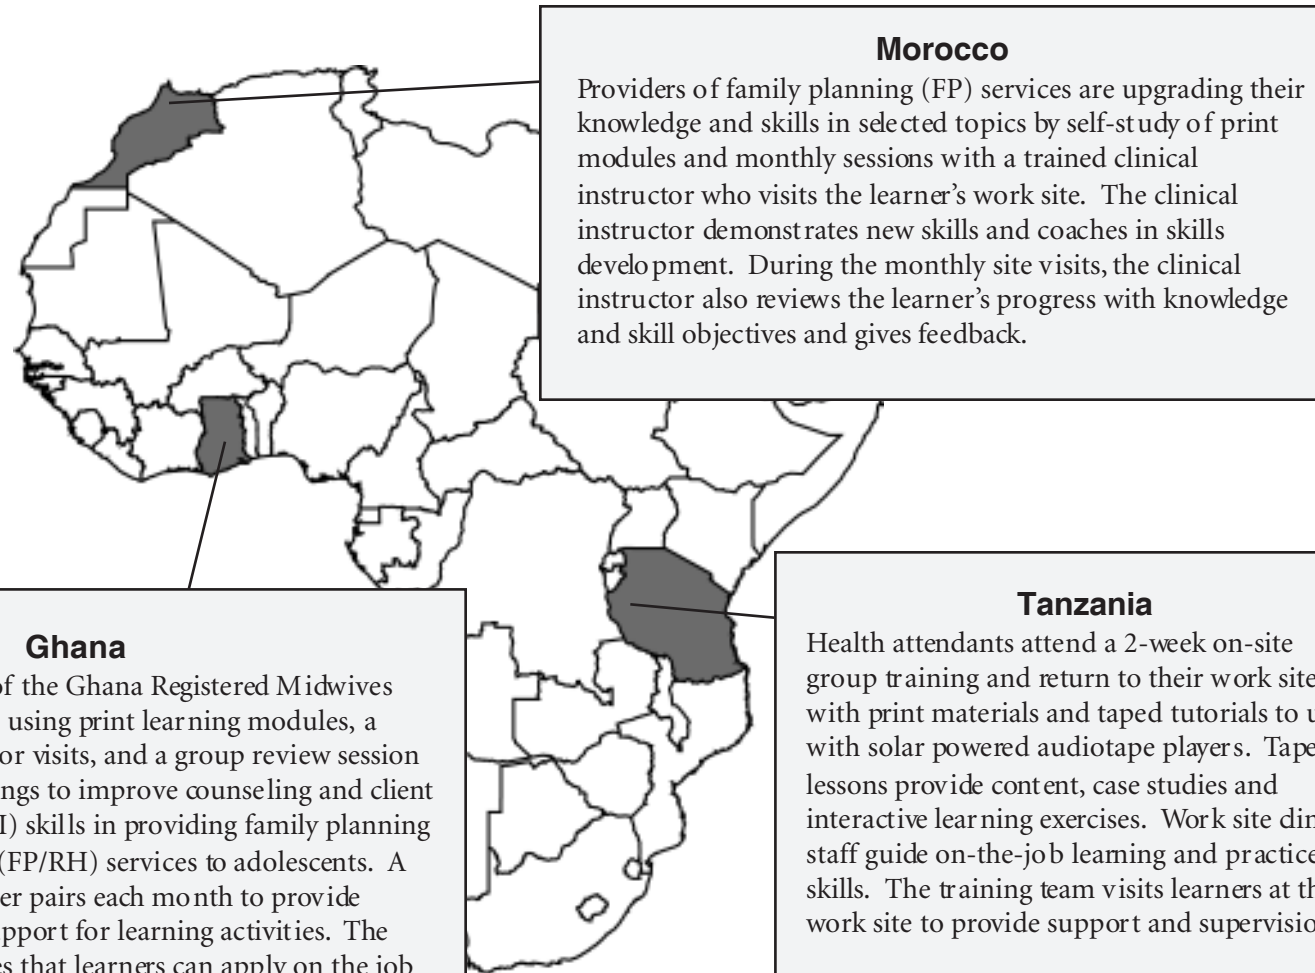 Morocco
Providers of family planning (FP) services are upgrading their
knowledge and skills in selected topics by self-study of print
modules and monthly sessions with a trained clinical
instructor who visits the learner's work site. The clinical
instructor demonstrates new skills and coaches in skills
development. During the monthly site visits, the clinical
instructor also reviews the learner's progress with knowledge
and skill objectives and gives feedback.
Ghana
of the Ghana Registered Midwives
using print learning modules, a
or visits, and a group review session
ngs to improve counseling and client
I) skills in providing family planning
(FP/RH) services to adolescents. A
er pairs each month to provide
pport for learning activities. The
es that learners can apply on the job
Tanzania
Health attendants attend a 2-week on-site
group training and return to their work site
with print materials and taped tutorials to u
with solar powered audiotape players. Tape
lessons provide content, case studies and
interactive learning exercises. Work site clin
staff guide on-the-job learning and practice
skills. The training team visits learners at th
work site to provide support and supervisio